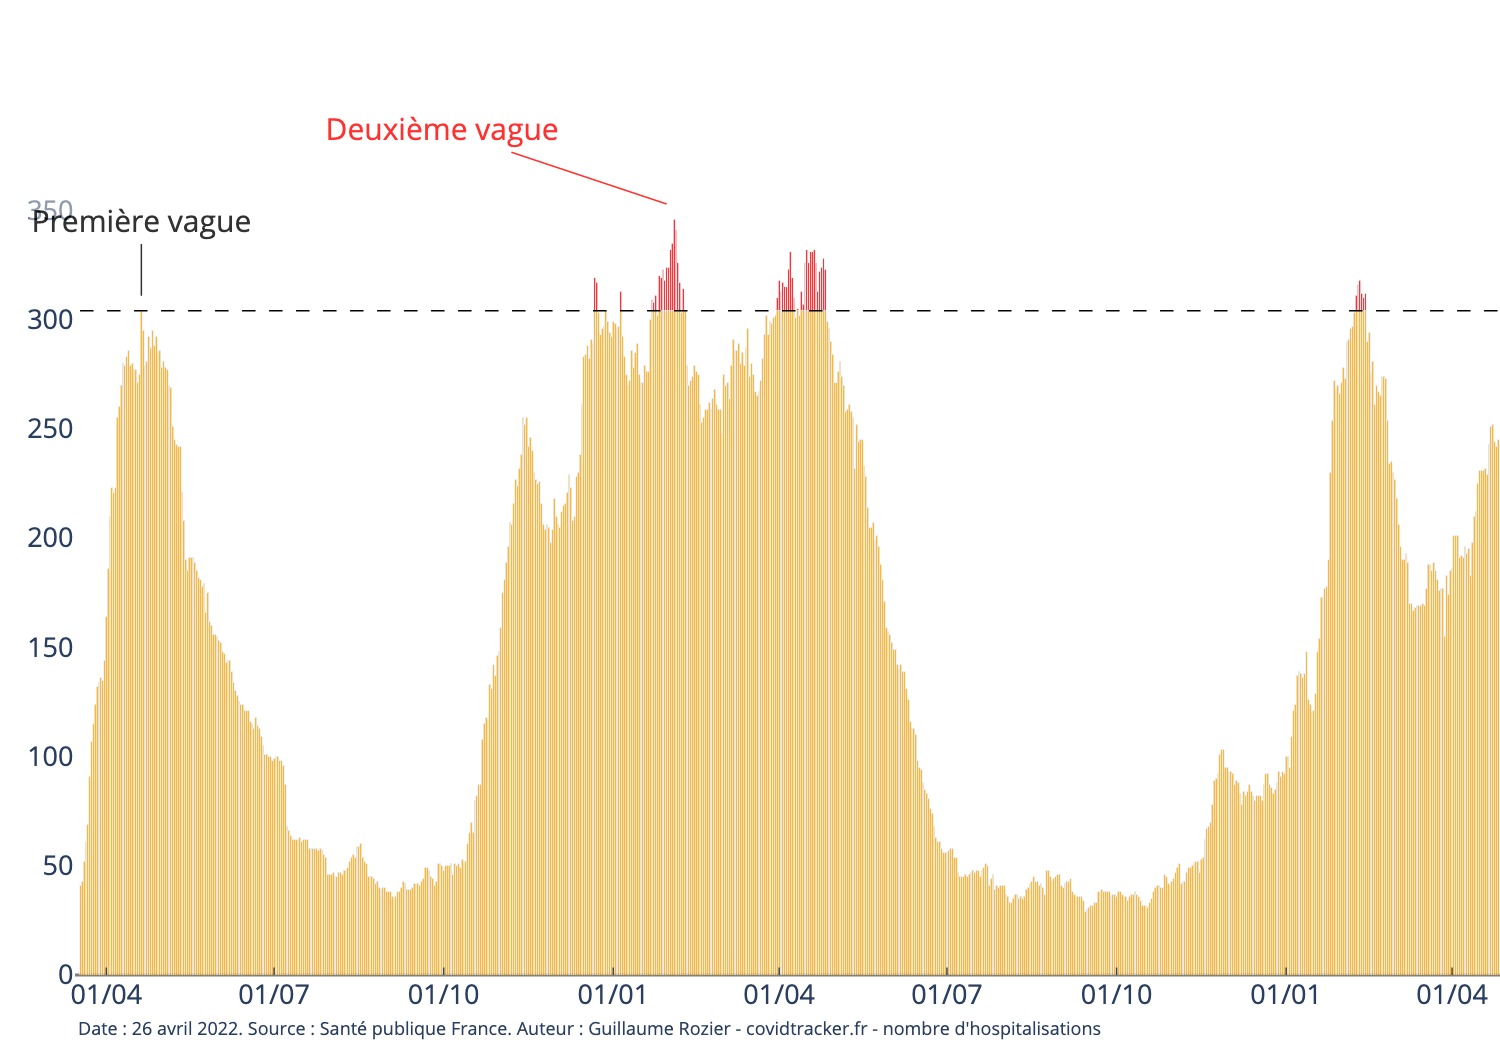 Deuxième vague
350
Première vague
300
250
200
150
100
50
0
01/04 01/07 01/10 01/01 01/04 01/07 01/10 01/01 01/04
Date : 26 avril 2022. Source : Santé publique France. Auteur : Guillaume Rozier - covidtracker.fr - nombre d'hospitalisations